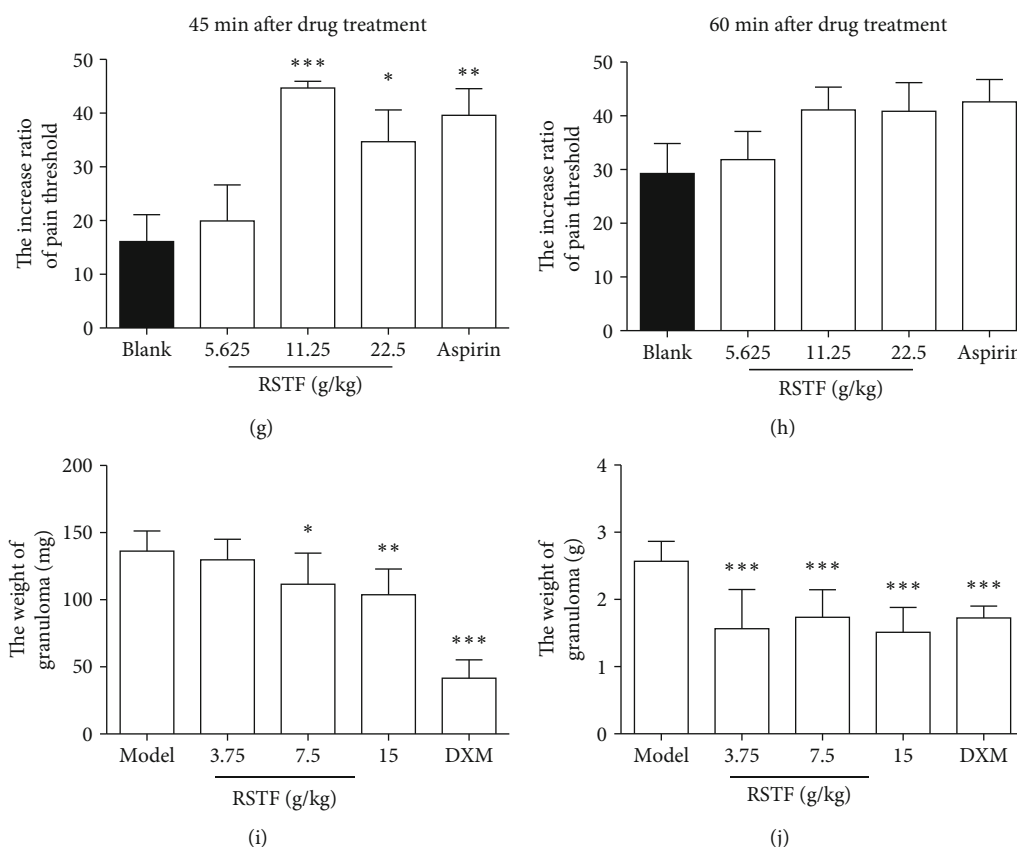 45 min after drug treatment
The increase ratio
of pain threshold
50
40
30
20
10
0
***
*
**
Blank
5.625
11.25
22.5
Aspirin
RSTF (g/kg)
(g)
60 min after drug treatment
The increase ratio
of pain threshold
50
40
30
20
10
0
Blank
5.625
11.25
22.5
Aspirin
RSTF (g/kg)
(h)
The weight of
granuloma (mg)
200
150
100
50
0
*
**
***
Model
3.75
7.5
15
DXM
RSTF (g/kg)
(i)
The weight of
granuloma (g)
4
3
2
1
0
***
***
***
***
Model
3.75
7.5
15
DXM
RSTF (g/kg)
(j)